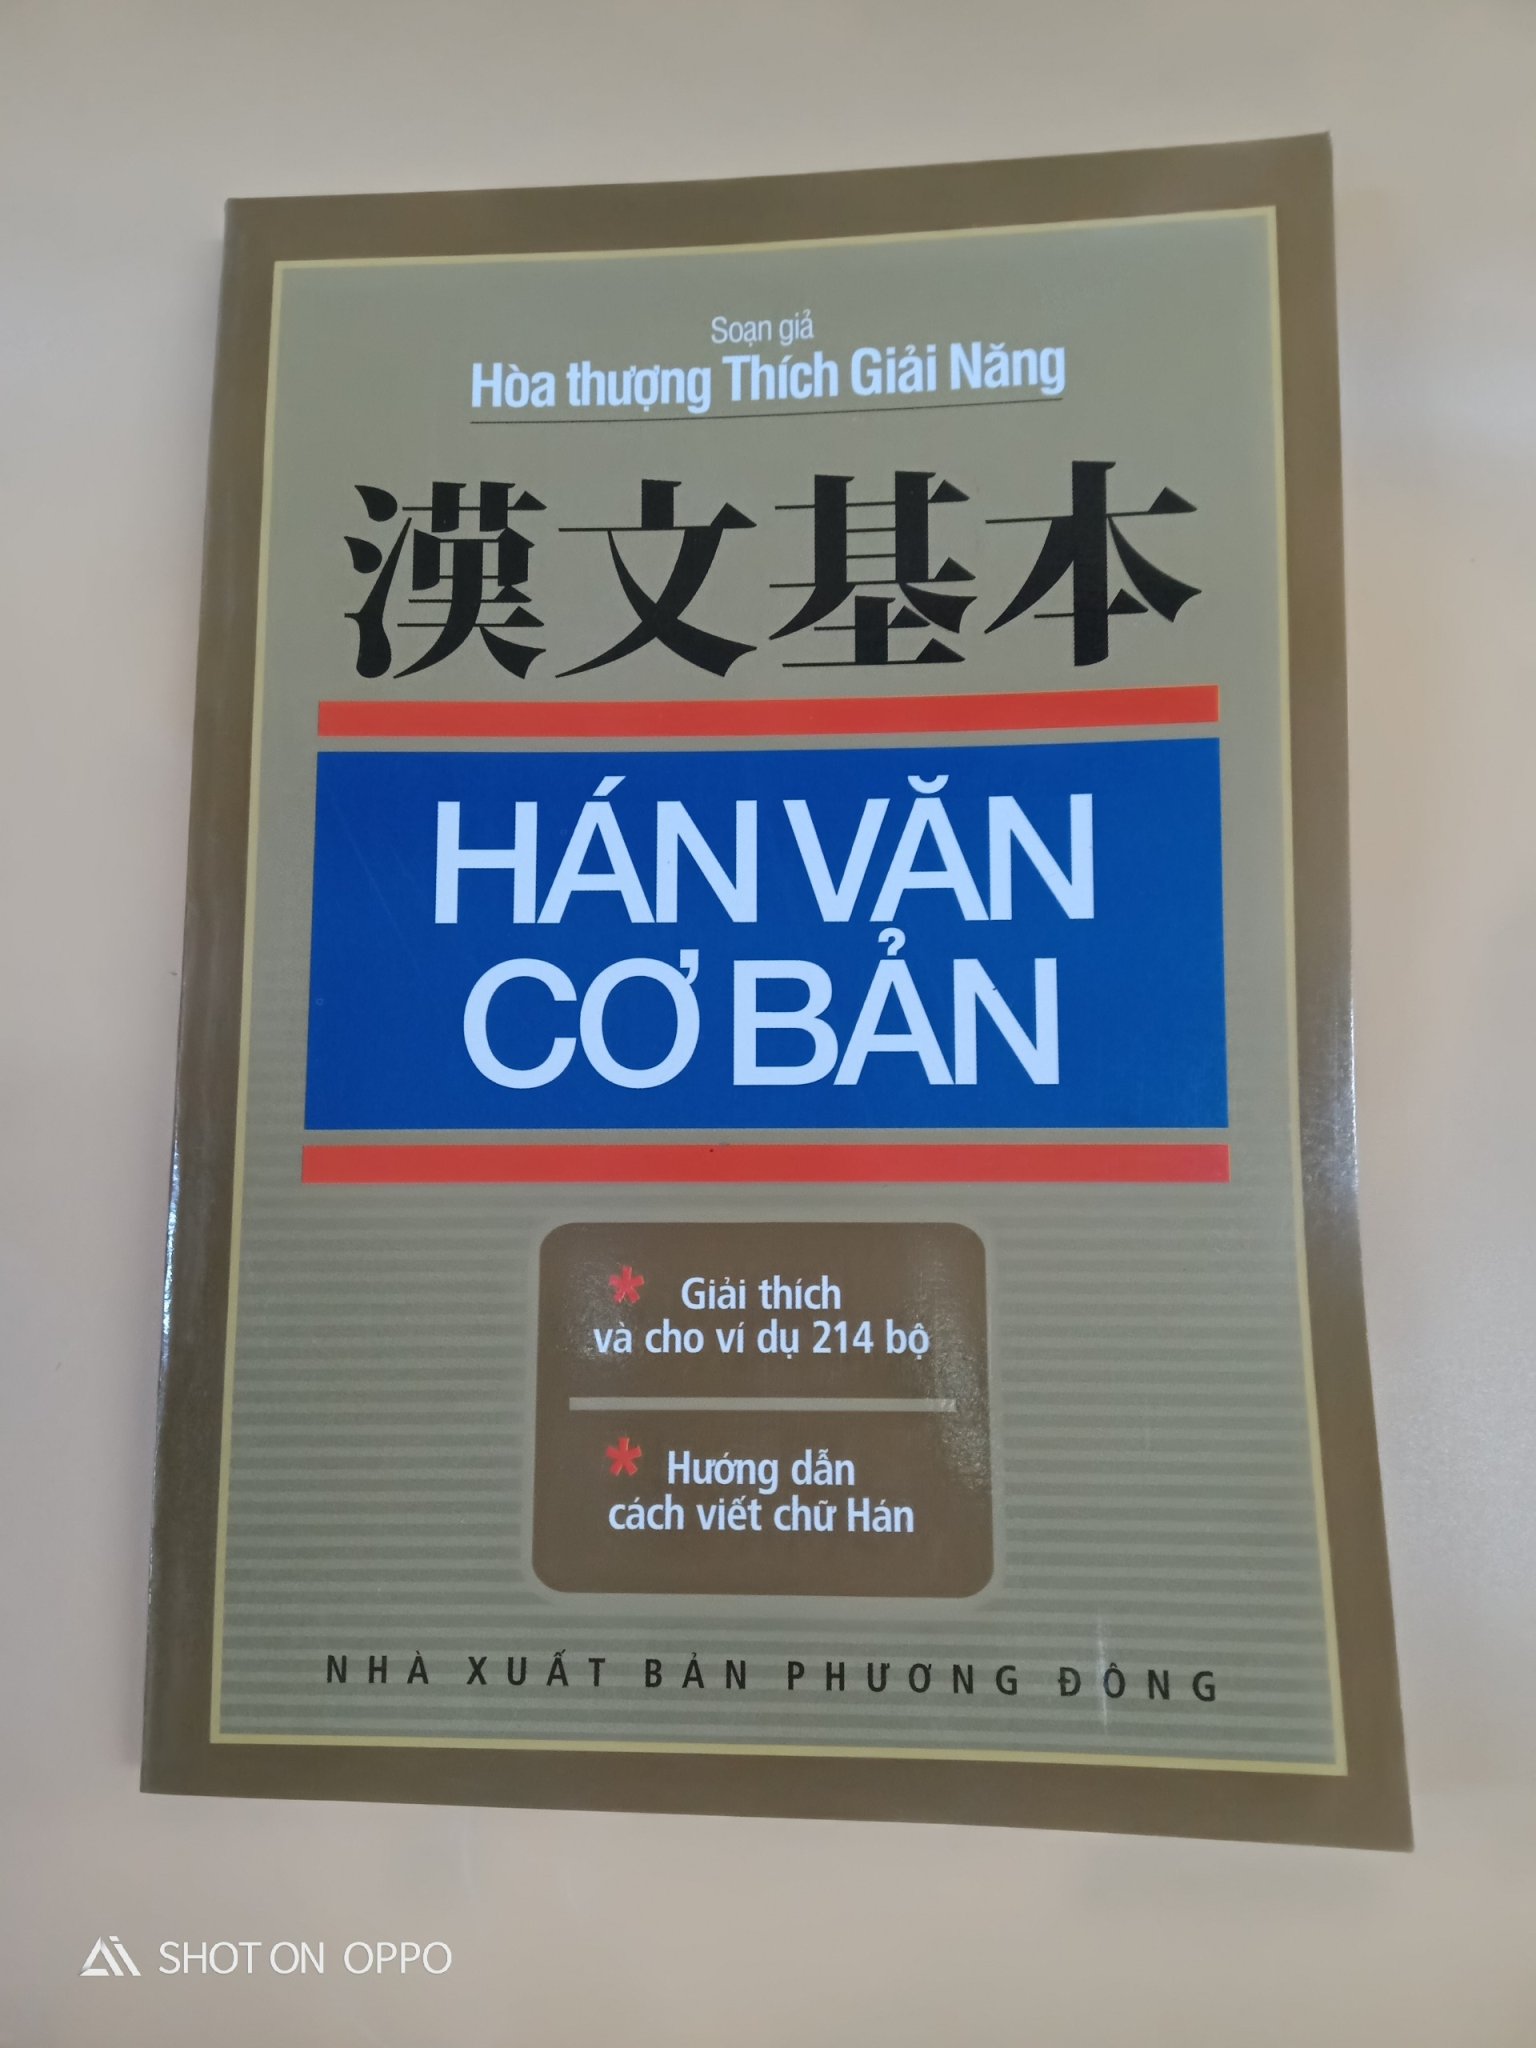 Soạn giả
Hòa thượng Thích Giải Năng
漢文基本
HÁN VĂN
CƠ BẢN
* Giải thích
và cho ví dụ 214 bộ
* Hướng dẫn
cách viết chữ Hán
NHÀ XUẤT BẢN PHƯƠNG ĐÔNG
SHOT ON OPPO